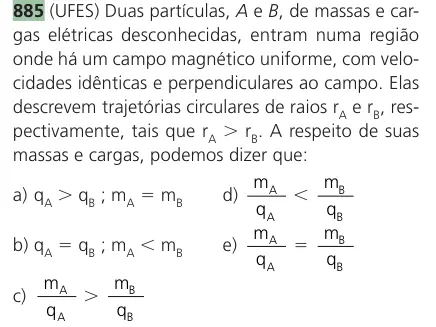 885 (UFES) Duas partículas, A e B, de massas e car-
gas elétricas desconhecidas, entram numa região
onde há um campo magnético uniforme, com velo-
cidades idênticas e perpendiculares ao campo. Elas
descrevem trajetórias circulares de raios r_A e r_B, res-
pectivamente, tais que r_A > r_B. A respeito de suas
massas e cargas, podemos dizer que:
a) q_A > q_B ; m_A = m_B
b) q_A = q_B ; m_A < m_B
c) m_A/q_A > m_B/q_B
d) m_A/q_A < m_B/q_B
e) m_A/q_A = m_B/q_B